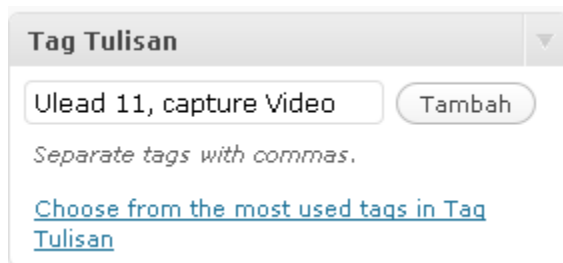 Tag Tulisan
Ulead 11, capture Video
Tambah
Separate tags with commas.
Choose from the most used tags in Tag
Tulisan